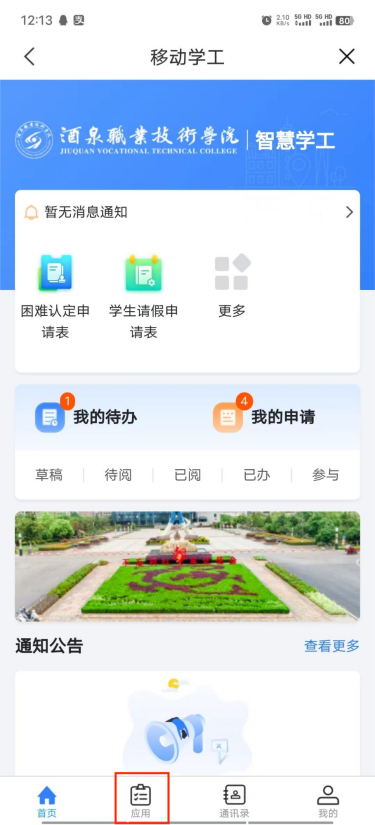 12:13 2.10 KB/s 5G HD 5G HD 80
移动学工
酒泉職業技術學院 智慧学工
JIUQUAN VOCATIONAL TECHNICAL COLLEGE
暂无消息通知
困难认定申请表 学生请假申请表 更多
1 我的待办 4 我的申请
草稿 待阅 已阅 已办 参与
通知公告 查看更多
首页 应用 通讯录 我的